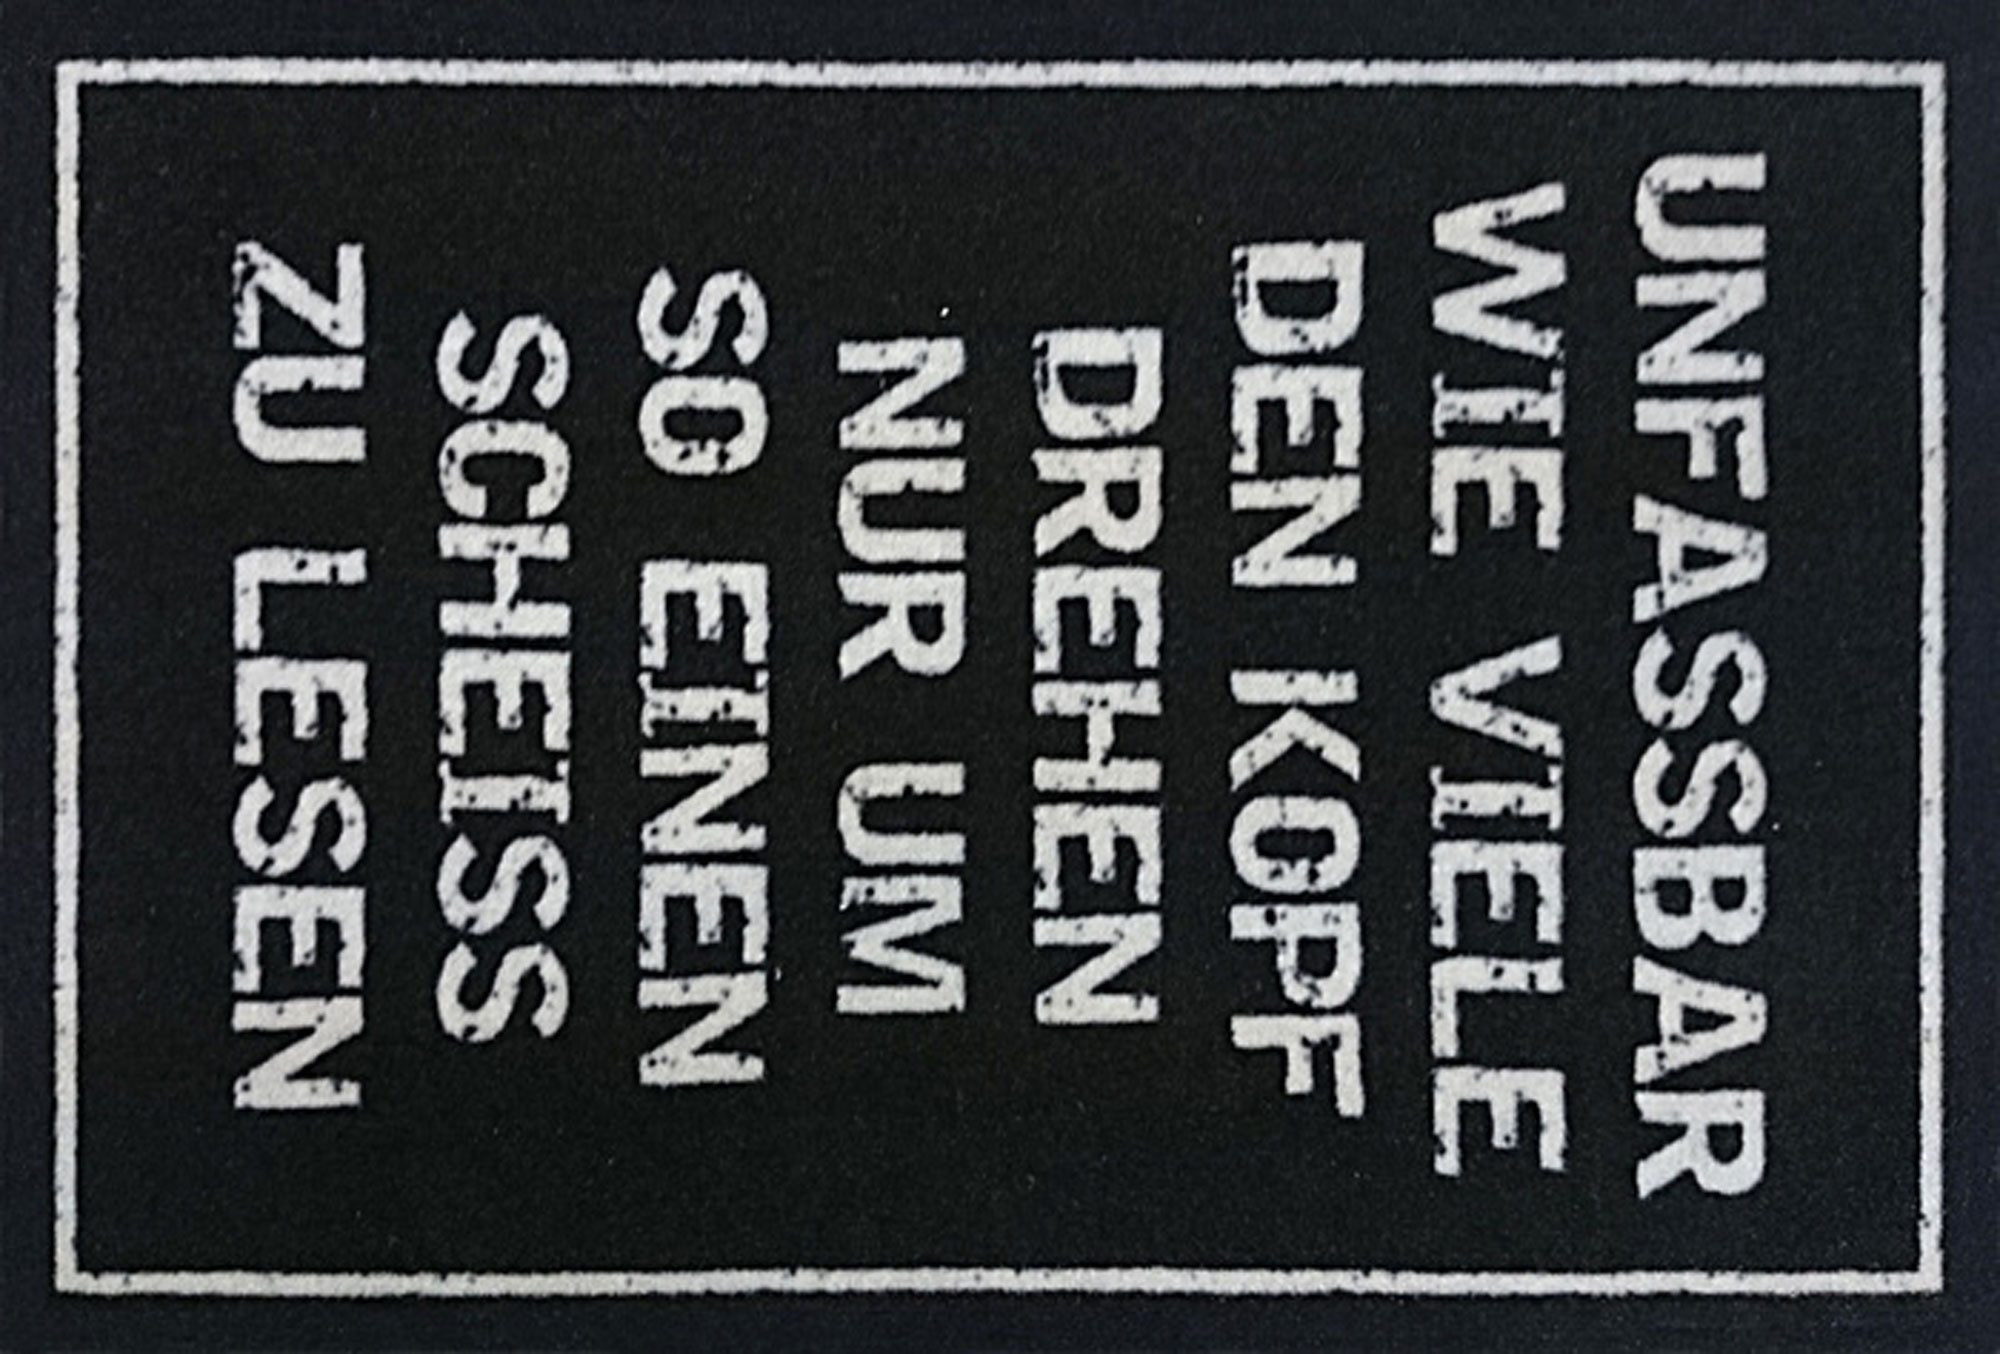 UNFASSBAR
WIE VIELE
DEN KOPF
DREHEN
NUR UM
SO EINEN
SCHEISS
ZU LESEN